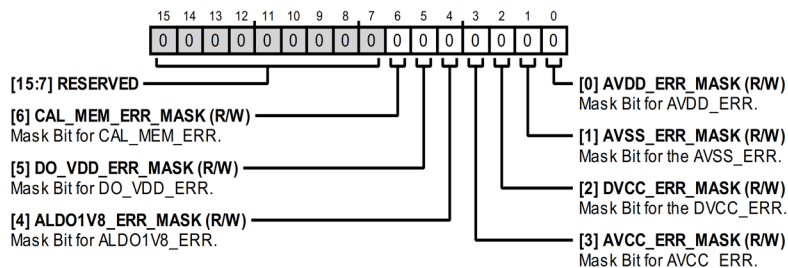 15 14 13 12 11 10 9 8 7 6 5 4 3 2 1 0
0 0 0 0 0 0 0 0 0 0 0 0 0 0 0 0
[15:7] RESERVED
[6] CAL_MEM_ERR_MASK (R/W)
Mask Bit for CAL_MEM_ERR.
[5] DO_VDD_ERR_MASK (R/W)
Mask Bit for DO_VDD_ERR.
[4] ALDO1V8_ERR_MASK (R/W)
Mask Bit for ALDO1V8_ERR.
[0] AVDD_ERR_MASK (R/W)
Mask Bit for AVDD_ERR.
[1] AVSS_ERR_MASK (R/W)
Mask Bit for the AVSS_ERR.
[2] DVCC_ERR_MASK (R/W)
Mask Bit for the DVCC_ERR.
[3] AVCC_ERR_MASK (R/W)
Mask Bit for AVCC_ERR.